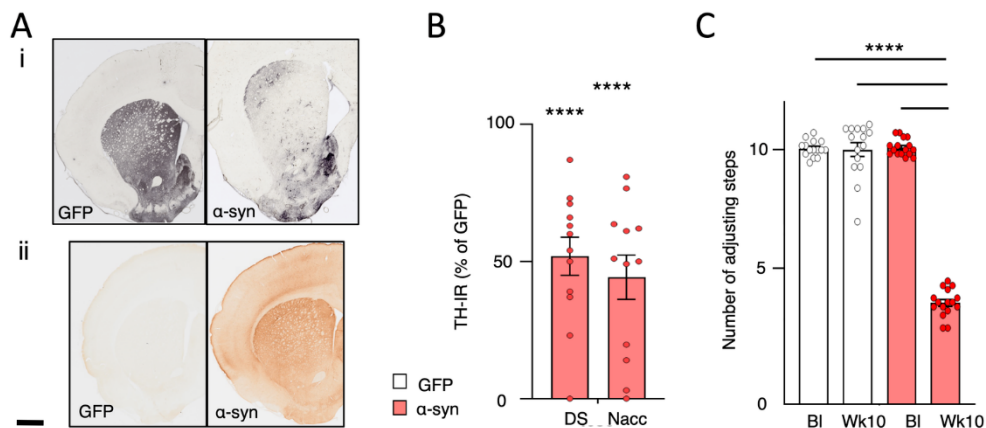 A
i
GFP
α-syn
ii
GFP
α-syn
B
**** ****
TH-IR (% of GFP)
100
50
0
DS Nacc
GFP
α-syn
C
****
Number of adjusting steps
10
5
0
Bl Wk10 Bl Wk10